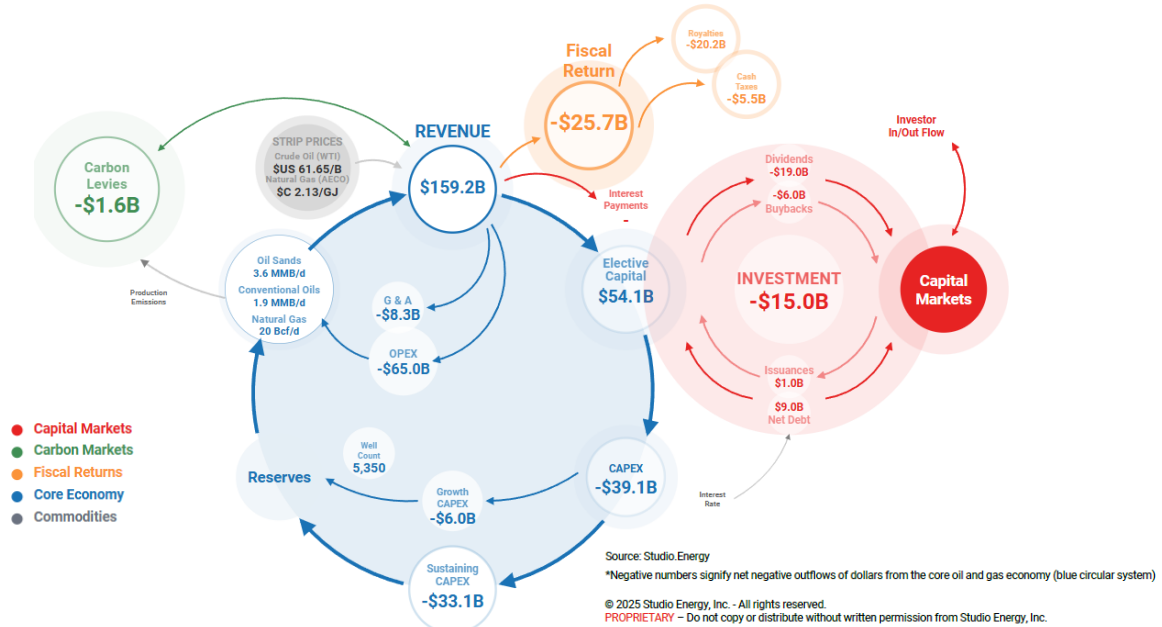 Fiscal
Return
-$25.7B
Royalties
-$20.2B
Cash
Taxes
-$5.5B
Carbon
Levies
-$1.6B
STRIP PRICES
Crude Oil (WTI)
$US 61.65/B
Natural Gas (AECO)
$C 2.13/GJ
REVENUE
$159.2B
Interest
Payments
-
Investor
In/Out Flow
Dividends
-$19.0B
-$6.0B
Buybacks
INVESTMENT
-$15.0B
Capital
Markets
Issuances
$1.0B
$9.0B
Net Debt
Interest
Rate
Elective
Capital
$54.1B
Production
Emissions
Oil Sands
3.6 MMB/d
Conventional Oils
1.9 MMB/d
Natural Gas
20 Bcf/d
G & A
-$8.3B
OPEX
-$65.0B
Well
Count
5,350
Reserves
Growth
CAPEX
-$6.0B
CAPEX
-$39.1B
Sustaining
CAPEX
-$33.1B
Capital Markets
Carbon Markets
Fiscal Returns
Core Economy
Commodities
Source: Studio.Energy
*Negative numbers signify net negative outflows of dollars from the core oil and gas economy (blue circular system)
© 2025 Studio Energy, Inc. - All rights reserved.
PROPRIETARY – Do not copy or distribute without written permission from Studio Energy, Inc.